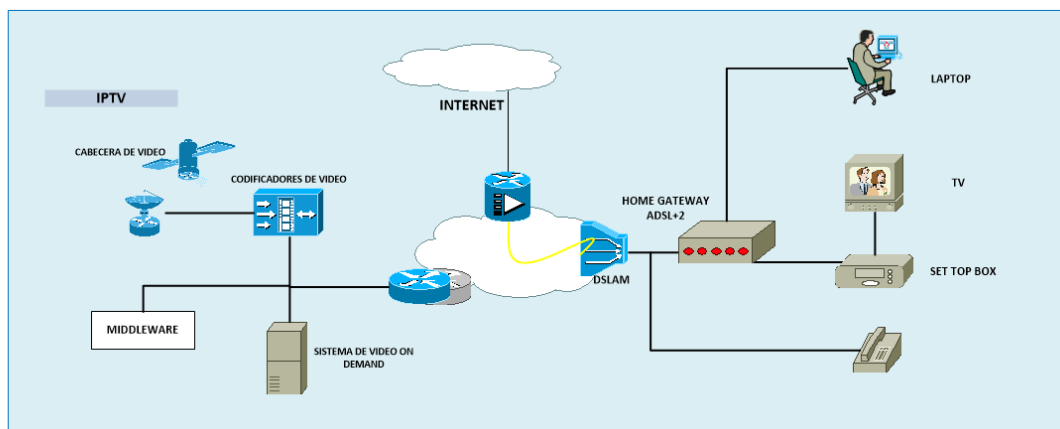 IPTV
CABECERA DE VIDEO
CODIFICADORES DE VIDEO
MIDDLEWARE
SISTEMA DE VIDEO ON
DEMAND
INTERNET
DSLAM
HOME GATEWAY
ADSL+2
LAPTOP
TV
SET TOP BOX